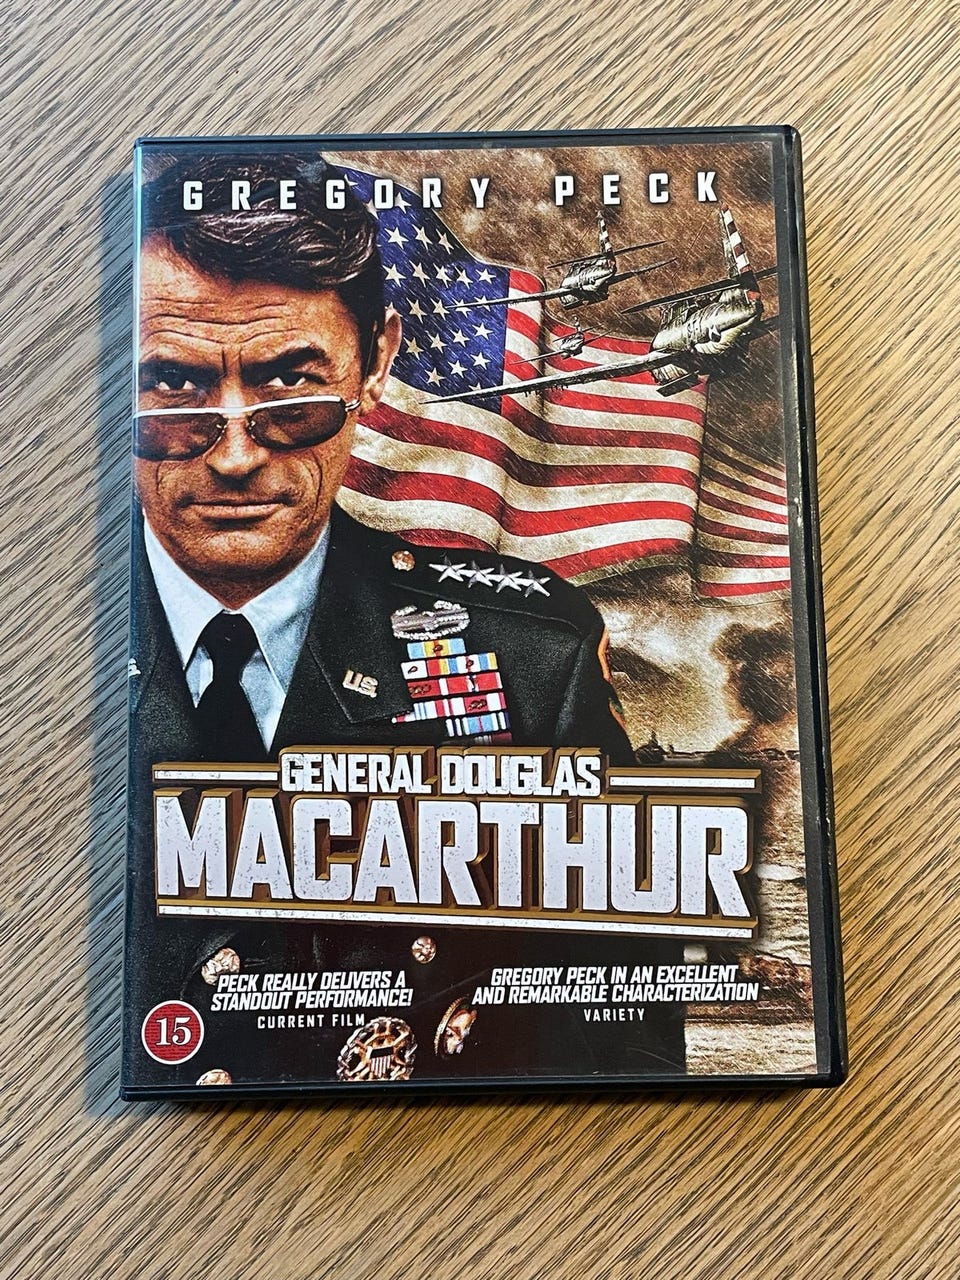 GREGORY PECK
U.S.
GENERAL DOUGLAS
MACARTHUR
PECK REALLY DELIVERS A
STANDOUT PERFORMANCE!
CURRENT FILM
GREGORY PECK IN AN EXCELLENT
AND REMARKABLE CHARACTERIZATION
VARIETY
15